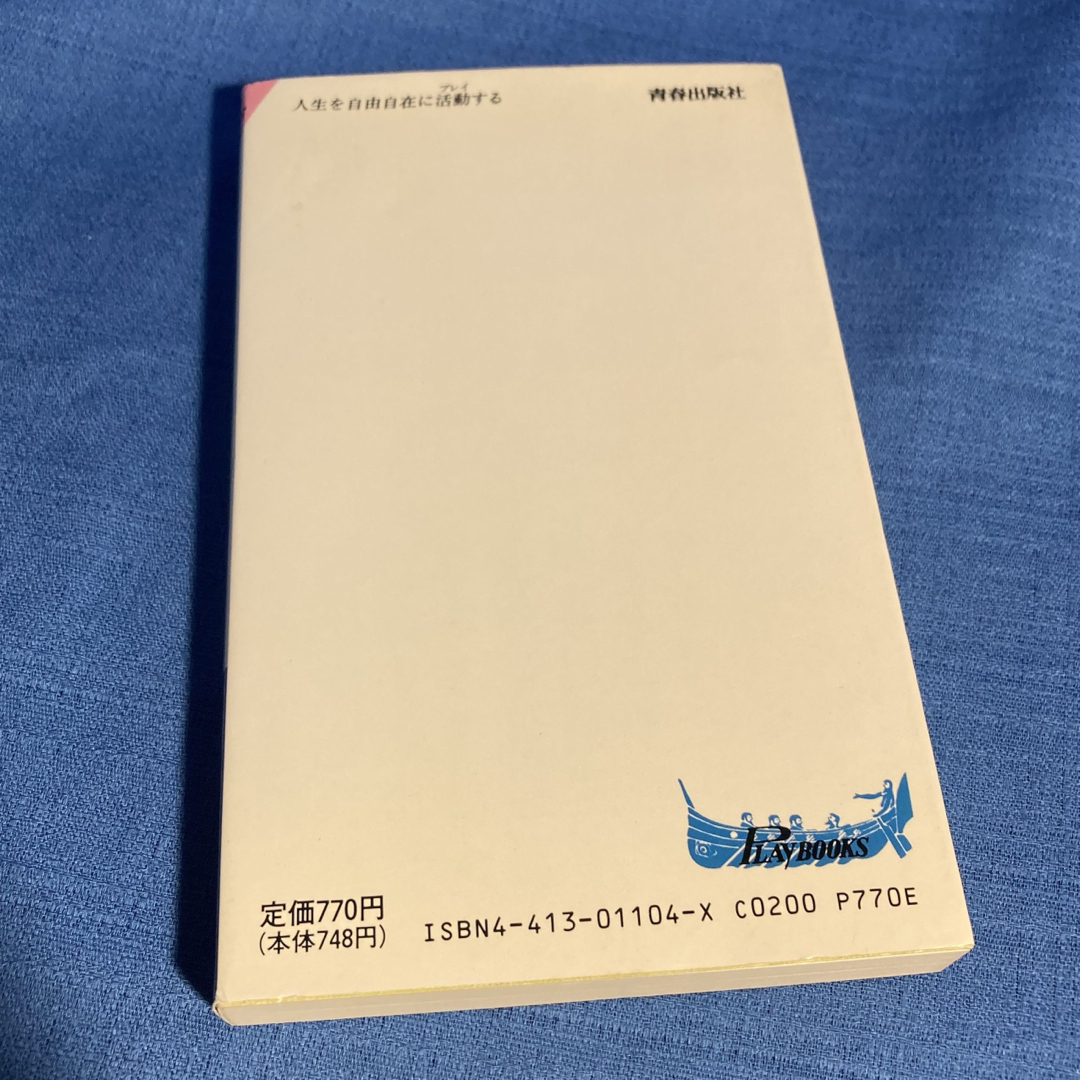 人生を自由自在に活動する
プレイ
青春出版社
PLAYBOOKS
定価770円
(本体748円)
ISBN4-413-01104-X C0200 P770E